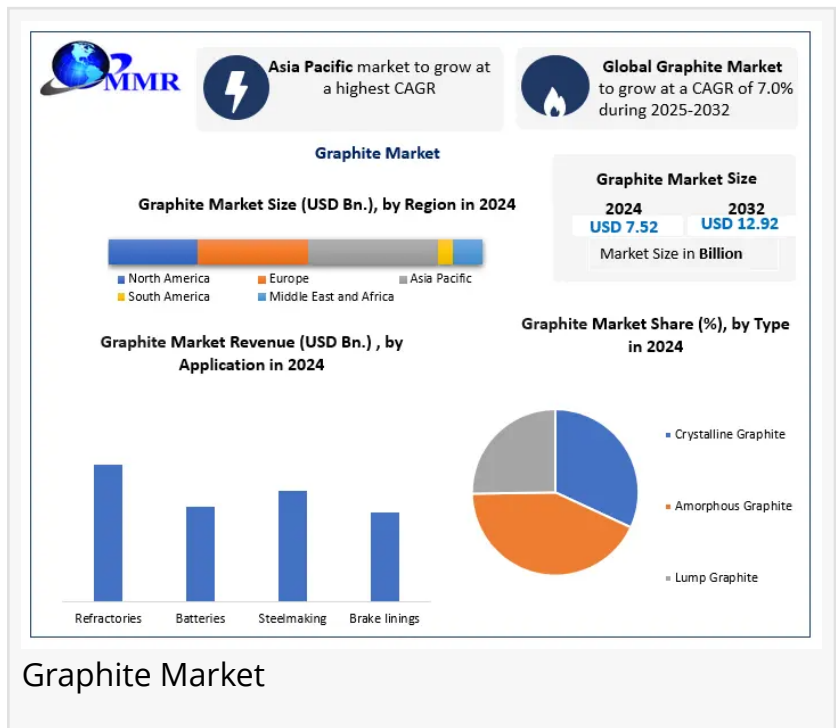 MMR
Asia Pacific market to grow at
a highest CAGR
Global Graphite Market
to grow at a CAGR of 7.0%
during 2025-2032
Graphite Market
Graphite Market Size (USD Bn.), by Region in 2024
North America
Europe
Asia Pacific
South America
Middle East and Africa
Graphite Market Size
2024
2032
USD 7.52
USD 12.92
Market Size in Billion
Graphite Market Revenue (USD Bn.) , by
Application in 2024
Refractories
Batteries
Steelmaking
Brake linings
Graphite Market Share (%), by Type
in 2024
Crystalline Graphite
Amorphous Graphite
Lump Graphite
Graphite Market